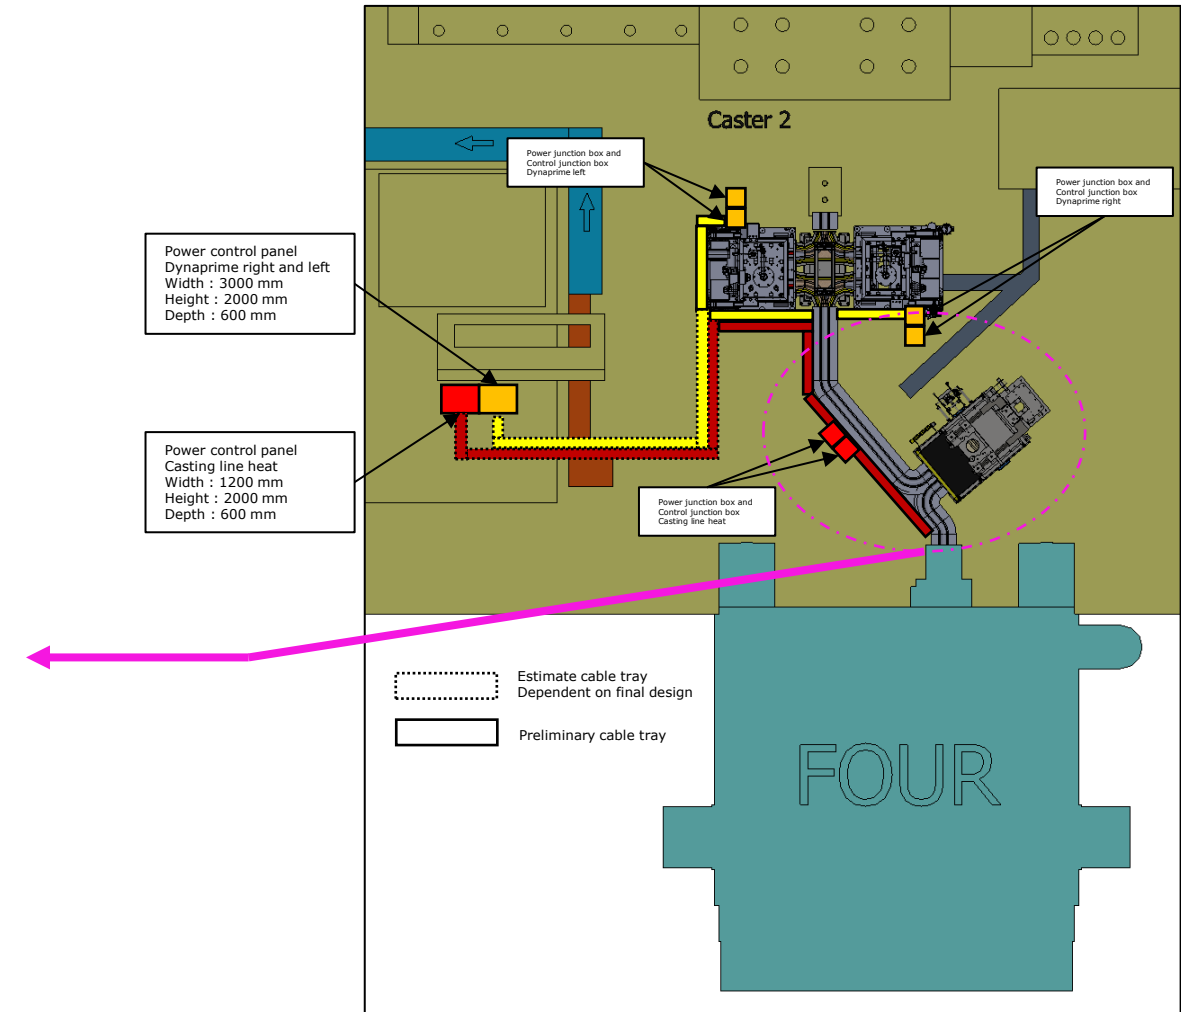 Caster 2
Power junction box and
Control junction box
Dynaprime left
Power junction box and
Control junction box
Dynaprime right
Power control panel
Dynaprime right and left
Width : 3000 mm
Height : 2000 mm
Depth : 600 mm
Power control panel
Casting line heat
Width : 1200 mm
Height : 2000 mm
Depth : 600 mm
Power junction box and
Control junction box
Casting line heat
Estimate cable tray
Dependent on final design
Preliminary cable tray
FOUR